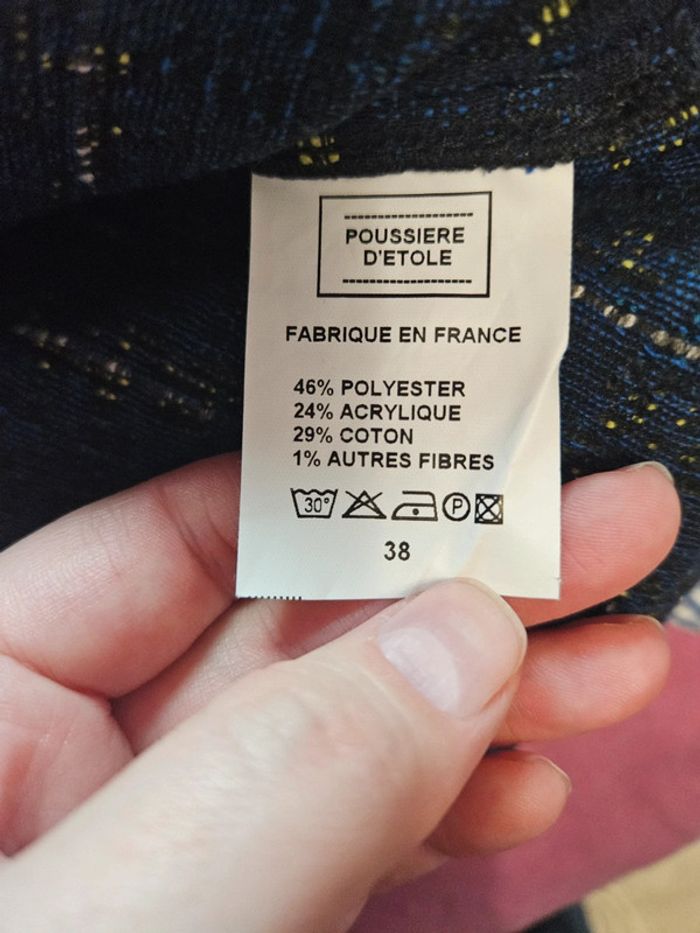 POUSSIERE
D'ETOLE
FABRIQUE EN FRANCE
46% POLYESTER
24% ACRYLIQUE
29% COTON
1% AUTRES FIBRES
30° P
38